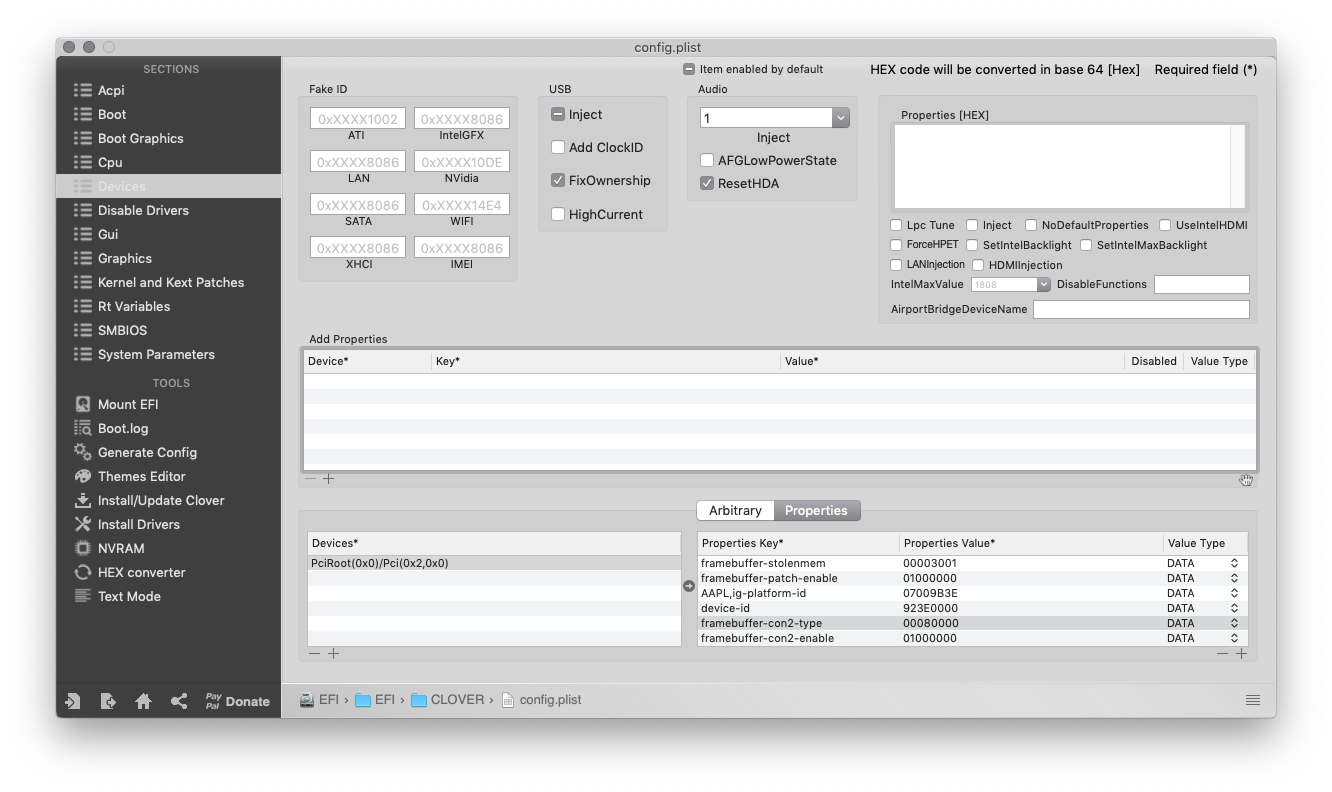 config.plist
SECTIONS
Acpi
Boot
Boot Graphics
Cpu
Devices
Disable Drivers
Gui
Graphics
Kernel and Kext Patches
Rt Variables
SMBIOS
System Parameters
TOOLS
Mount EFI
Boot.log
Generate Config
Themes Editor
Install/Update Clover
Install Drivers
NVRAM
HEX converter
Text Mode
Pay
Pal
Donate
Item enabled by default
HEX code will be converted in base 64 [Hex] Required field (*)
Fake ID
0xXXXX1002 0xXXXX8086
ATI IntelGFX
0xXXXX8086 0xXXXX10DE
LAN NVidia
0xXXXX8086 0xXXXX14E4
SATA WIFI
0xXXXX8086 0xXXXX8086
XHCI IMEI
USB
Inject
Add ClockID
FixOwnership
HighCurrent
Audio
1
Inject
AFGLowPowerState
ResetHDA
Properties [HEX]
Lpc Tune Inject NoDefaultProperties UseIntelHDMI
ForceHPET SetIntelBacklight SetIntelMaxBacklight
LANInjection HDMIInjection
IntelMaxValue 1808 DisableFunctions
AirportBridgeDeviceName
Add Properties
Device* Key* Value* Disabled Value Type
Arbitrary Properties
Devices*
PciRoot(0x0)/Pci(0x2,0x0)
Properties Key* Properties Value* Value Type
framebuffer-stolenmem 00003001 DATA
framebuffer-patch-enable 01000000 DATA
AAPL,ig-platform-id 07009B3E DATA
device-id 923E0000 DATA
framebuffer-con2-type 00080000 DATA
framebuffer-con2-enable 01000000 DATA
EFI › EFI › CLOVER › config.plist